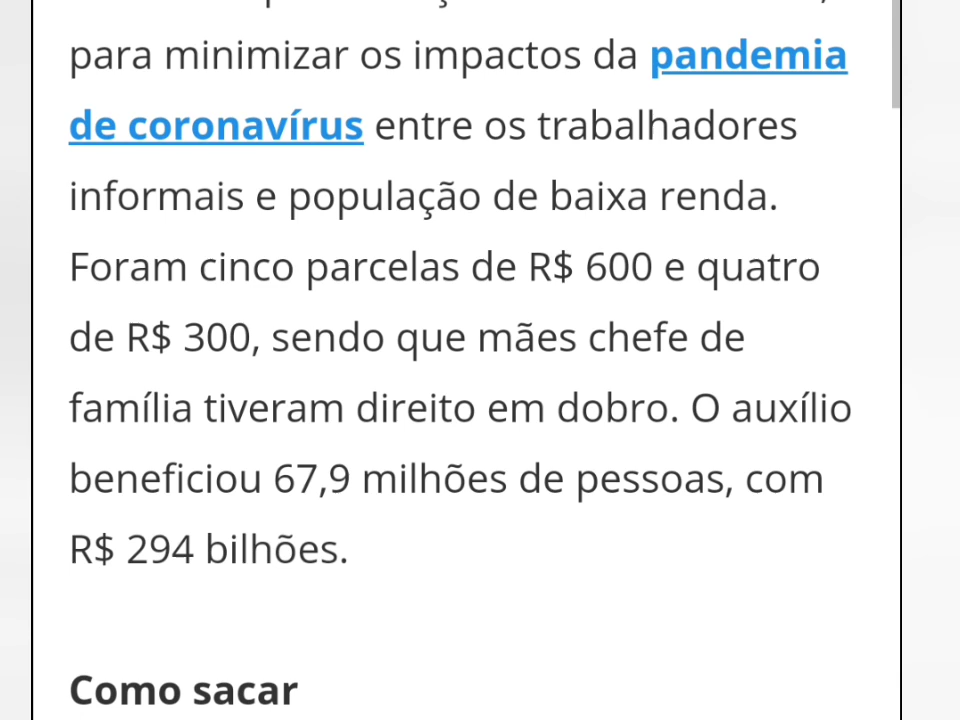 para minimizar os impactos da pandemia
de coronavírus entre os trabalhadores
informais e população de baixa renda.
Foram cinco parcelas de R$ 600 e quatro
de R$ 300, sendo que mães chefe de
família tiveram direito em dobro. O auxílio
beneficiou 67,9 milhões de pessoas, com
R$ 294 bilhões.
Como sacar